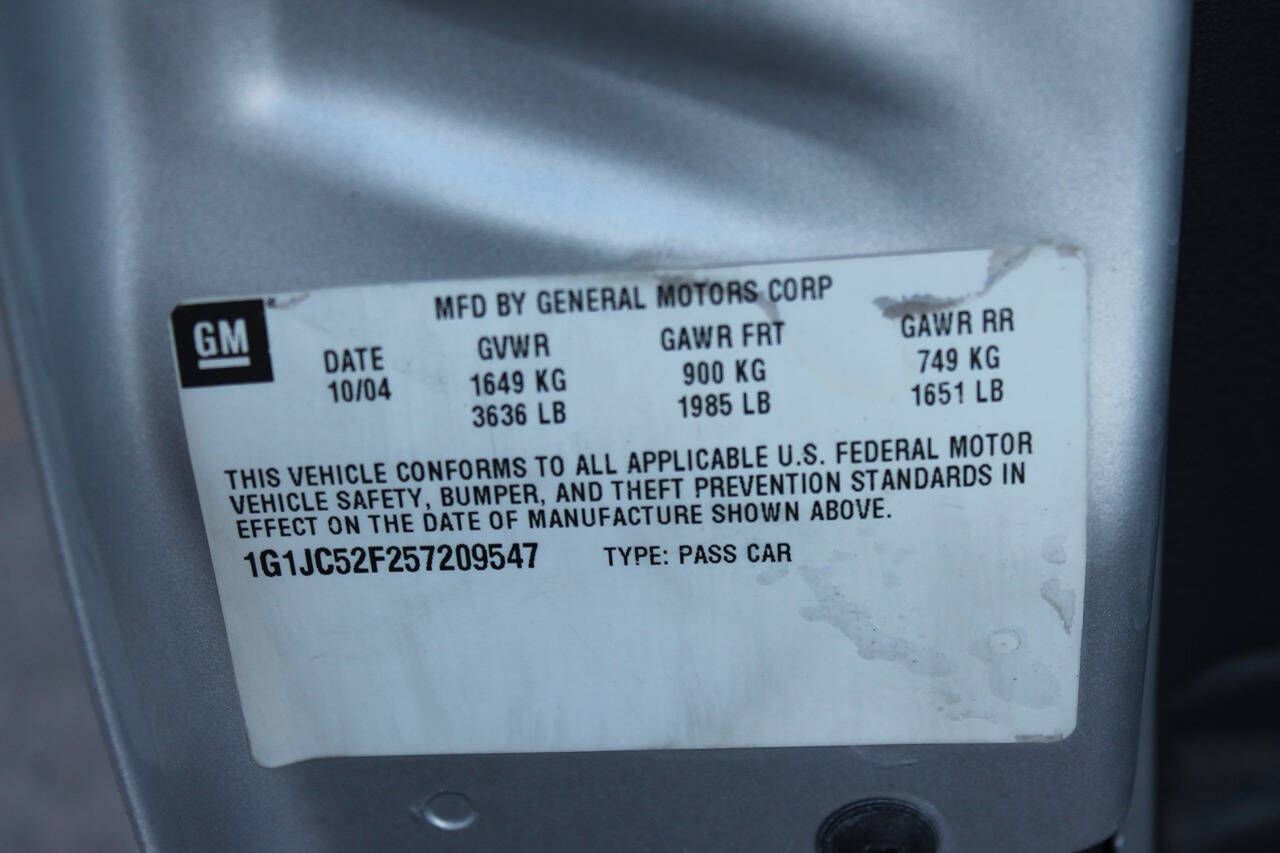 MFD BY GENERAL MOTORS CORP
GM
DATE GVWR GAWR FRT GAWR RR
10/04 1649 KG 900 KG 749 KG
3636 LB 1985 LB 1651 LB
THIS VEHICLE CONFORMS TO ALL APPLICABLE U.S. FEDERAL MOTOR
VEHICLE SAFETY, BUMPER, AND THEFT PREVENTION STANDARDS IN
EFFECT ON THE DATE OF MANUFACTURE SHOWN ABOVE.
1G1JC52F257209547 TYPE: PASS CAR